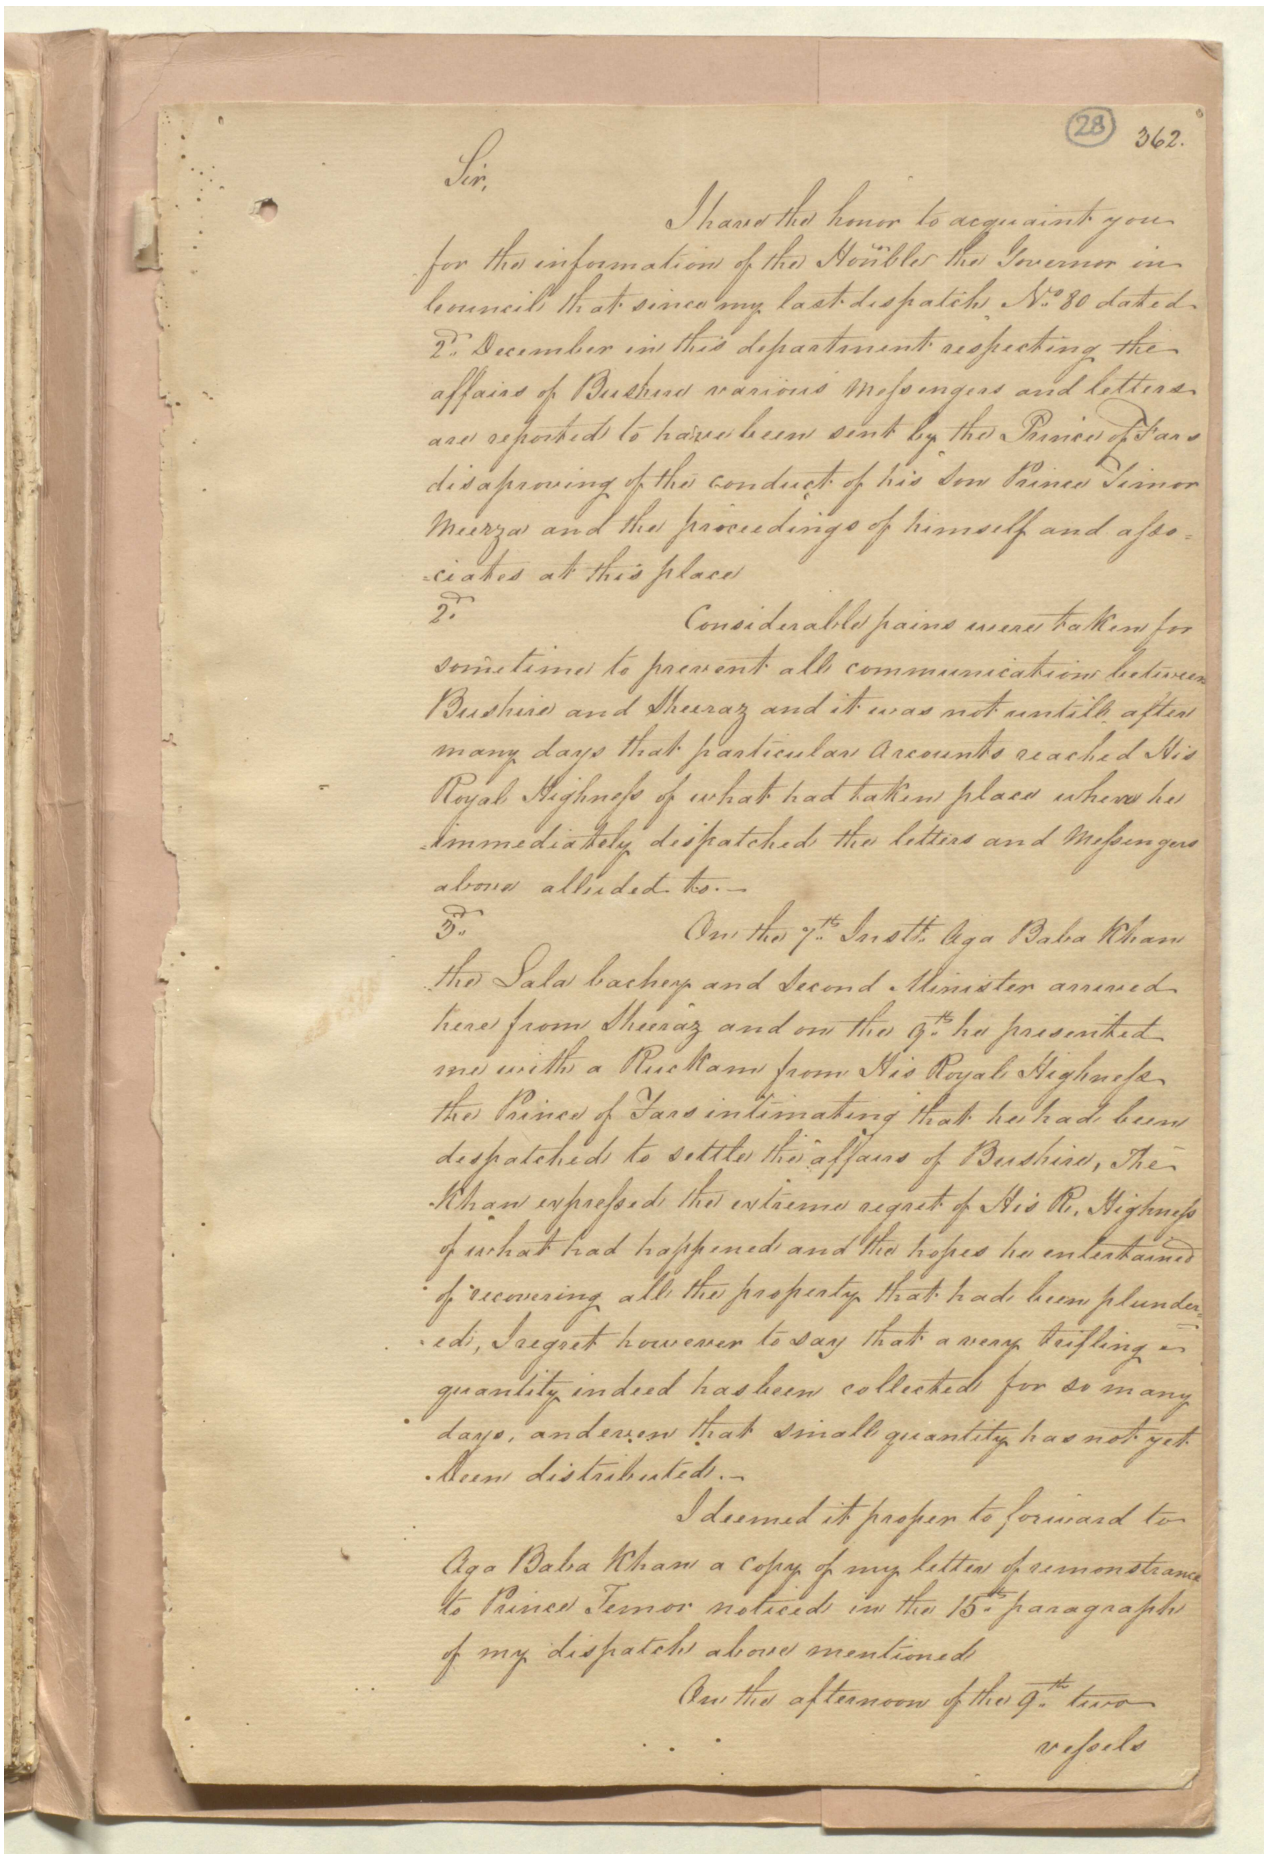 28 362.
Sir,
I have the honor to acquaint you
for the information of the Hon'ble the Governor in
Council that since my last dispatch No. 80 dated
2d. December in this department respecting the
affairs of Bushire various Messengers and letters
are reported to have been sent by the Prince of Fars
disaproving of the conduct of his Son Prince Timor
Meerza and the proceedings of himself and asso=
=ciates at this place
2d. Considerable pains were taken for
sometime to prevent all communication between
Bushire and Sheeraz and it was not untill after
many days that particular Accounts reached His
Royal Highness of what had taken place when he
immediately dispatched the letters and Messengers
above alluded to.—
3d. On the 7th. Instt. Aga Baba Khan
the Lala bachey and Second Minister arrived
here from Sheeraz and on the 9th. he presented
me with a Ruckam from His Royal Highness
the Prince of Fars intimating that he had been
despatched to settle the affairs of Bushire, The
Khan expressed the extreme regret of His R. Highness
of what had happened and the hopes he entertained
of recovering all the property that had been plunder=
=ed, I regret however to say that a very trifling
quantity indeed has been collected for so many
days, and even that small quantity has not yet
been distributed.—
I deemed it proper to forward to
Aga Baba Khan a copy of my letter of remonstrance
to Prince Temor noticed in the 15th. paragraph
of my dispatch above mentioned
On the afternoon of the 9th. two
vessels